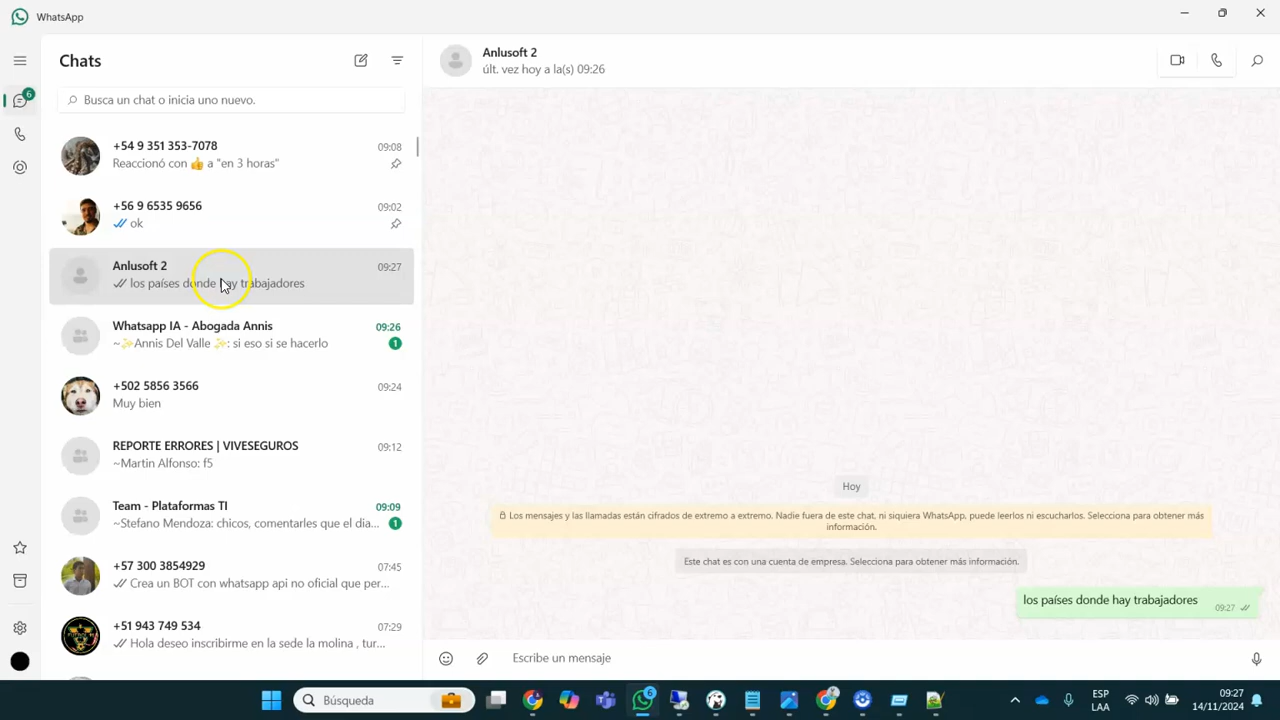 WhatsApp
Chats
Busca un chat o inicia uno nuevo.
+54 9 351 353-7078
09:08
Reaccionó con 👍 a "en 3 horas"
+56 9 6535 9656
09:02
ok
Anlusoft 2
09:27
los países donde hay trabajadores
Whatsapp IA - Abogada Annis
09:26
~✨Annis Del Valle ✨: si eso si se hacerlo
1
+502 5856 3566
09:24
Muy bien
REPORTE ERRORES | VIVESEGUROS
09:12
~Martin Alfonso: f5
Team - Plataformas TI
09:09
~Stefano Mendoza: chicos, comentarles que el dia...
1
+57 300 3854929
07:45
Crea un BOT con whatsapp api no oficial que per...
+51 943 749 534
07:29
Hola deseo inscribirme en la sede la molina , tur...
6
Anlusoft 2
últ. vez hoy a la(s) 09:26
Hoy
Los mensajes y las llamadas están cifrados de extremo a extremo. Nadie fuera de este chat, ni siquiera WhatsApp, puede leerlos ni escucharlos. Selecciona para obtener más
información.
Este chat es con una cuenta de empresa. Selecciona para obtener más información.
los países donde hay trabajadores
09:27
Escribe un mensaje
Búsqueda
6
ESP
LAA
09:27
14/11/2024